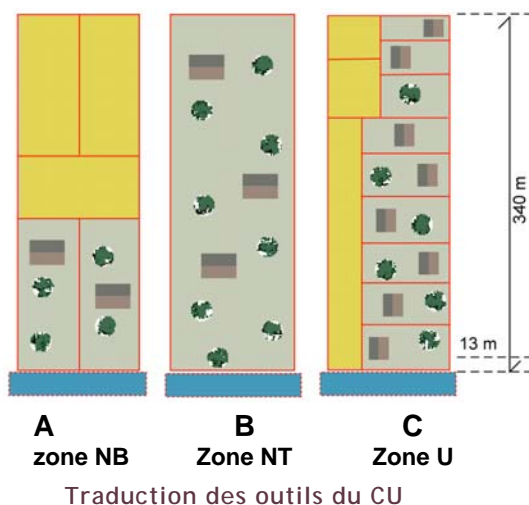 340 m
13 m
A B C
zone NB Zone NT Zone U
Traduction des outils du CU